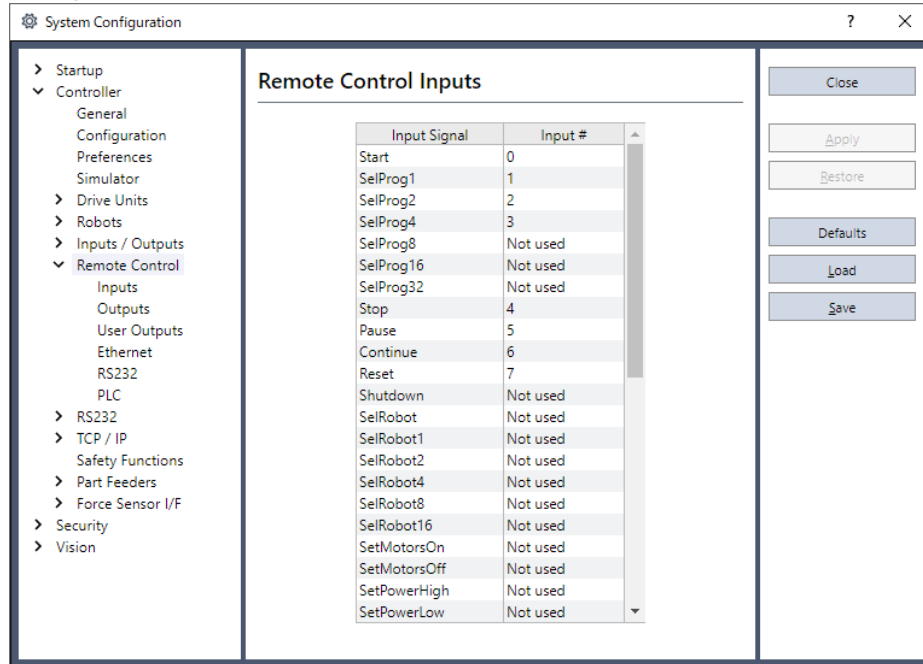 System Configuration
?
Startup
Controller
General
Configuration
Preferences
Simulator
Drive Units
Robots
Inputs / Outputs
Remote Control
Inputs
Outputs
User Outputs
Ethernet
RS232
PLC
RS232
TCP / IP
Safety Functions
Part Feeders
Force Sensor I/F
Security
Vision
Remote Control Inputs
Input Signal Input #
Start 0
SelProg1 1
SelProg2 2
SelProg4 3
SelProg8 Not used
SelProg16 Not used
SelProg32 Not used
Stop 4
Pause 5
Continue 6
Reset 7
Shutdown Not used
SelRobot Not used
SelRobot1 Not used
SelRobot2 Not used
SelRobot4 Not used
SelRobot8 Not used
SelRobot16 Not used
SetMotorsOn Not used
SetMotorsOff Not used
SetPowerHigh Not used
SetPowerLow Not used
Close
Apply
Restore
Defaults
Load
Save